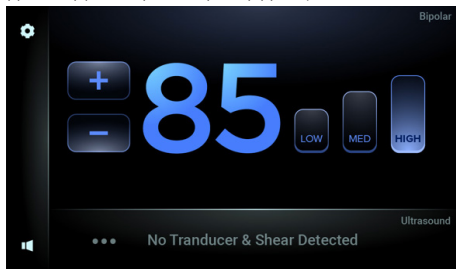 Bipolar
+
85
−
LOW
MED
HIGH
Ultrasound
No Tranducer & Shear Detected